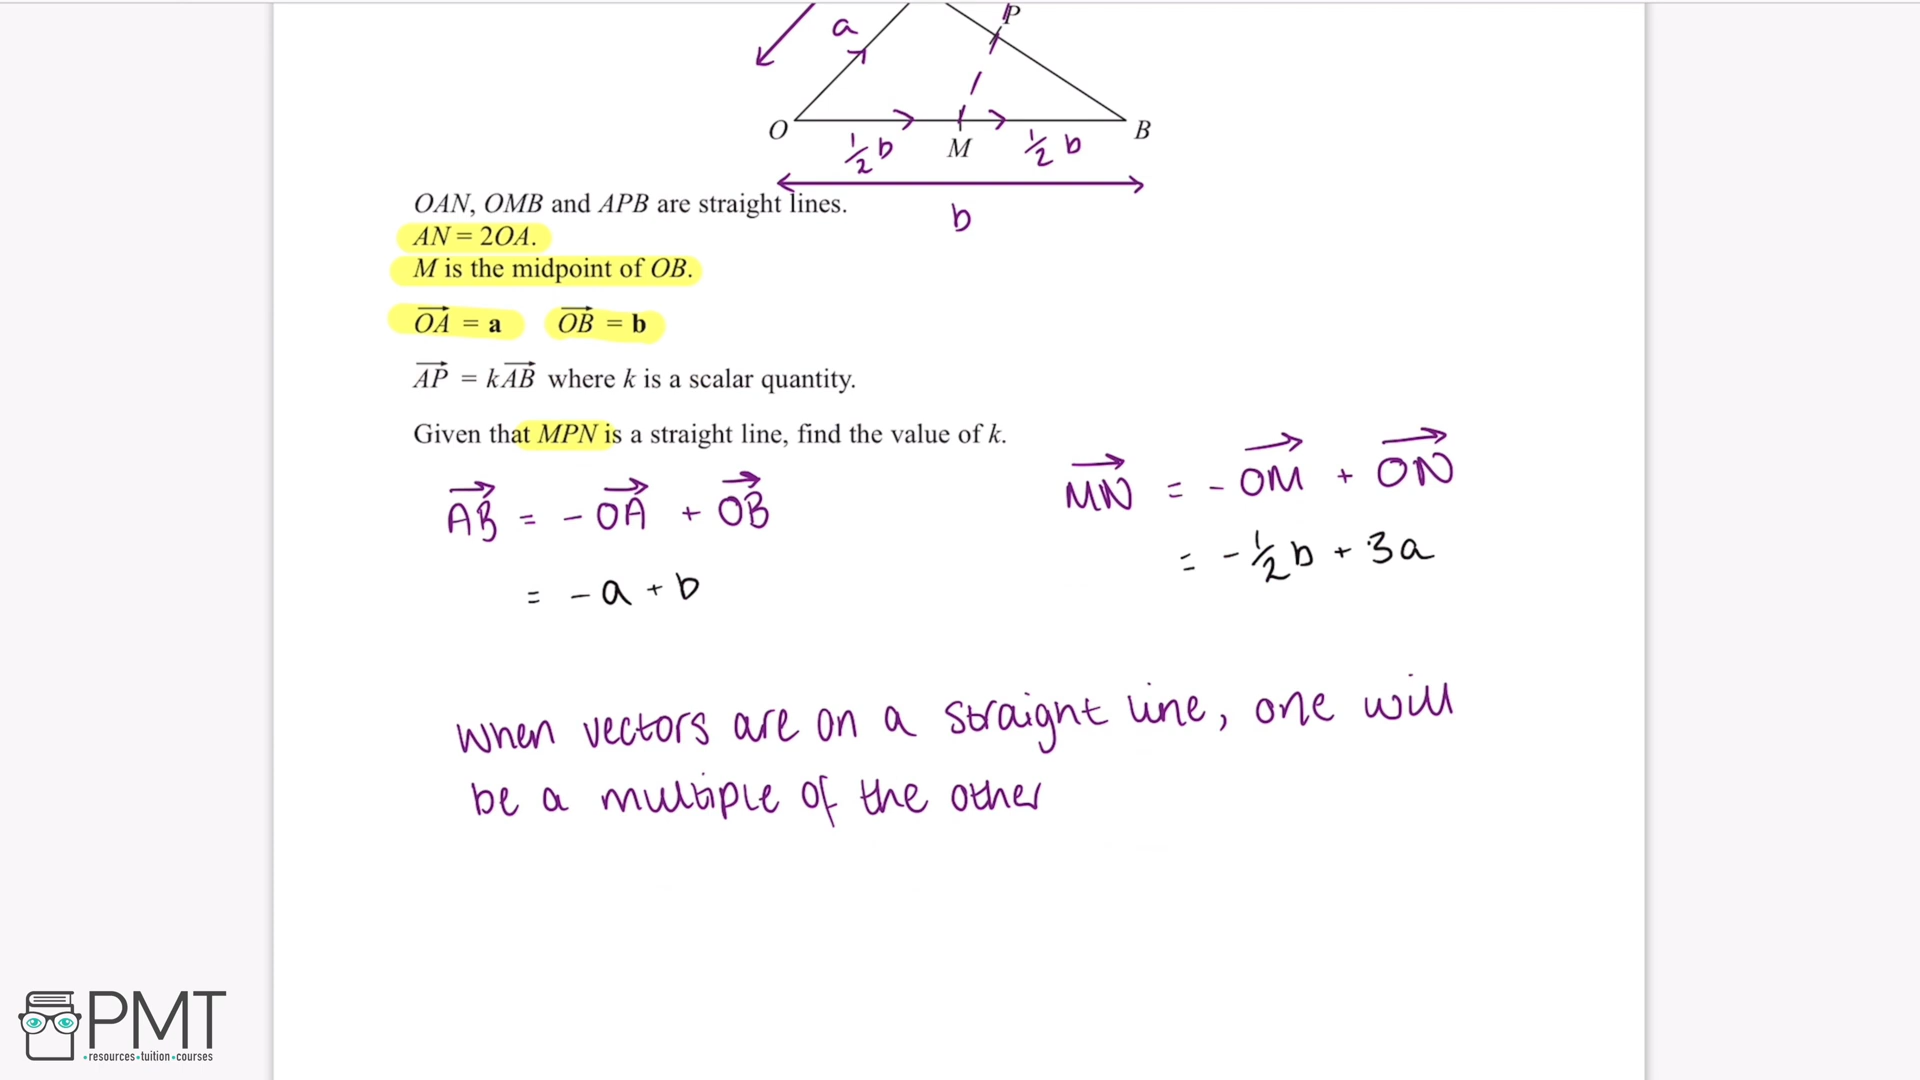 a
P
O
½ b
M
½ b
B
b
OAN, OMB and APB are straight lines.
AN = 2OA.
M is the midpoint of OB.
OA = a OB = b
AP = kAB where k is a scalar quantity.
Given that MPN is a straight line, find the value of k.
AB = - OA + OB
= - a + b
MN = - OM + ON
= - ½ b + 3a
When vectors are on a straight line, one will
be a multiple of the other
PMT
•resources•tuition•courses